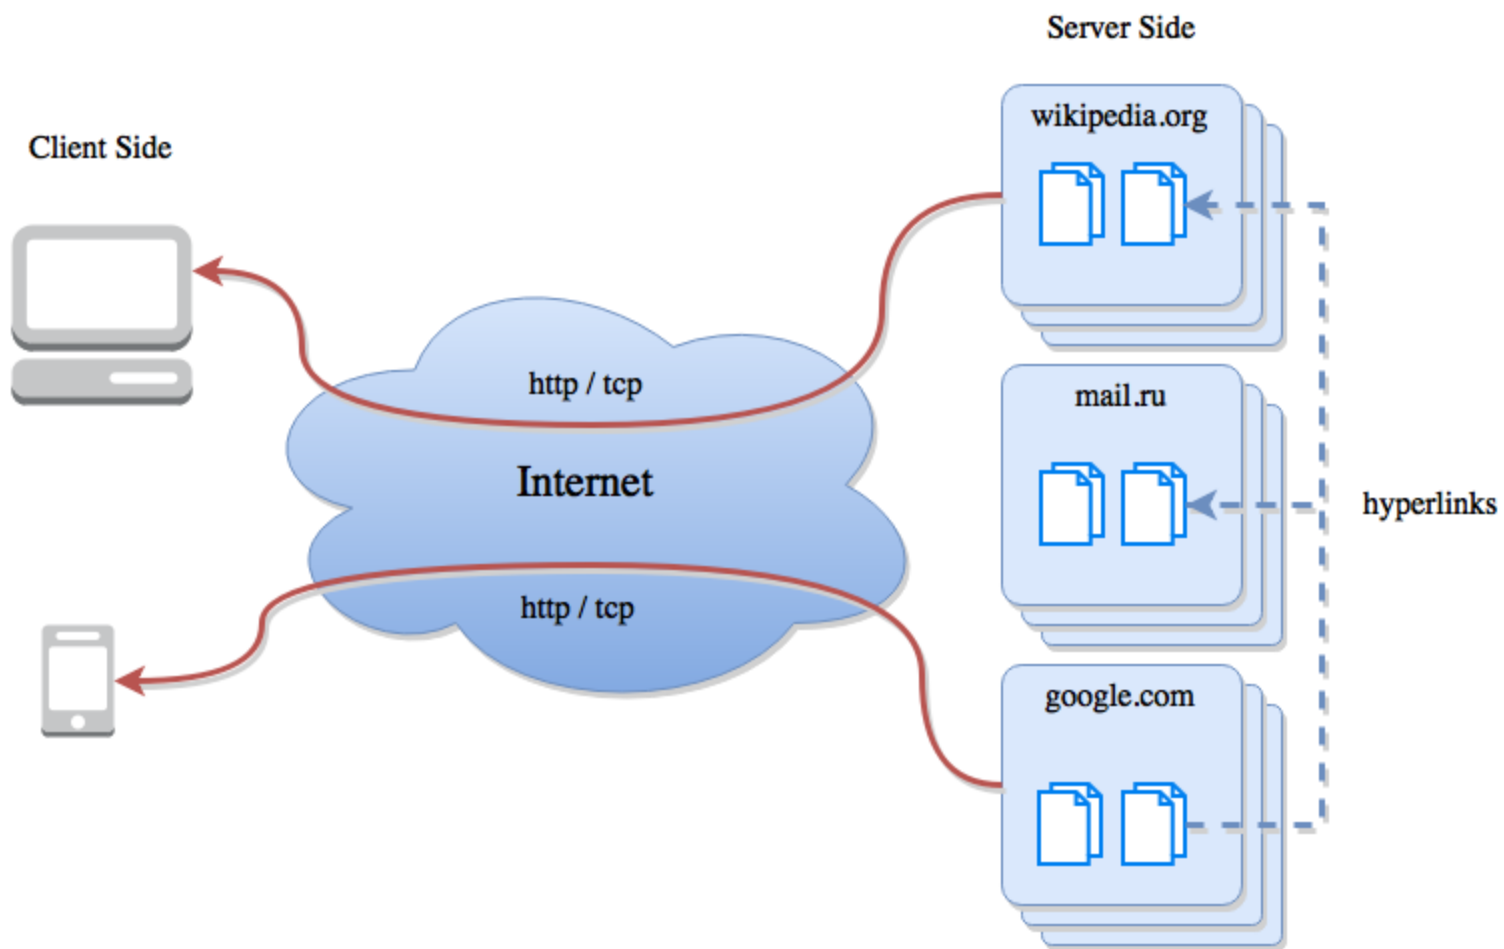 Server Side
wikipedia.org
Client Side
http / tcp
mail.ru
Internet
hyperlinks
http / tcp
google.com